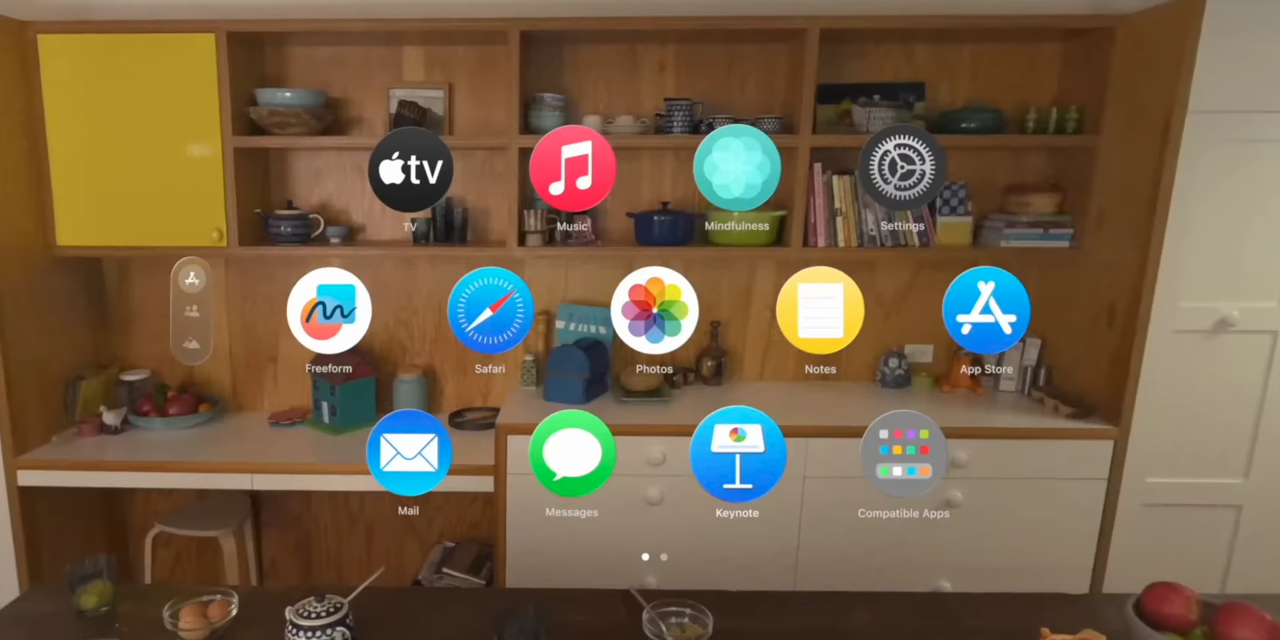 tv
TV
Music
Mindfulness
Settings
Freeform
Safari
Photos
Notes
App Store
Mail
Messages
Keynote
Compatible Apps